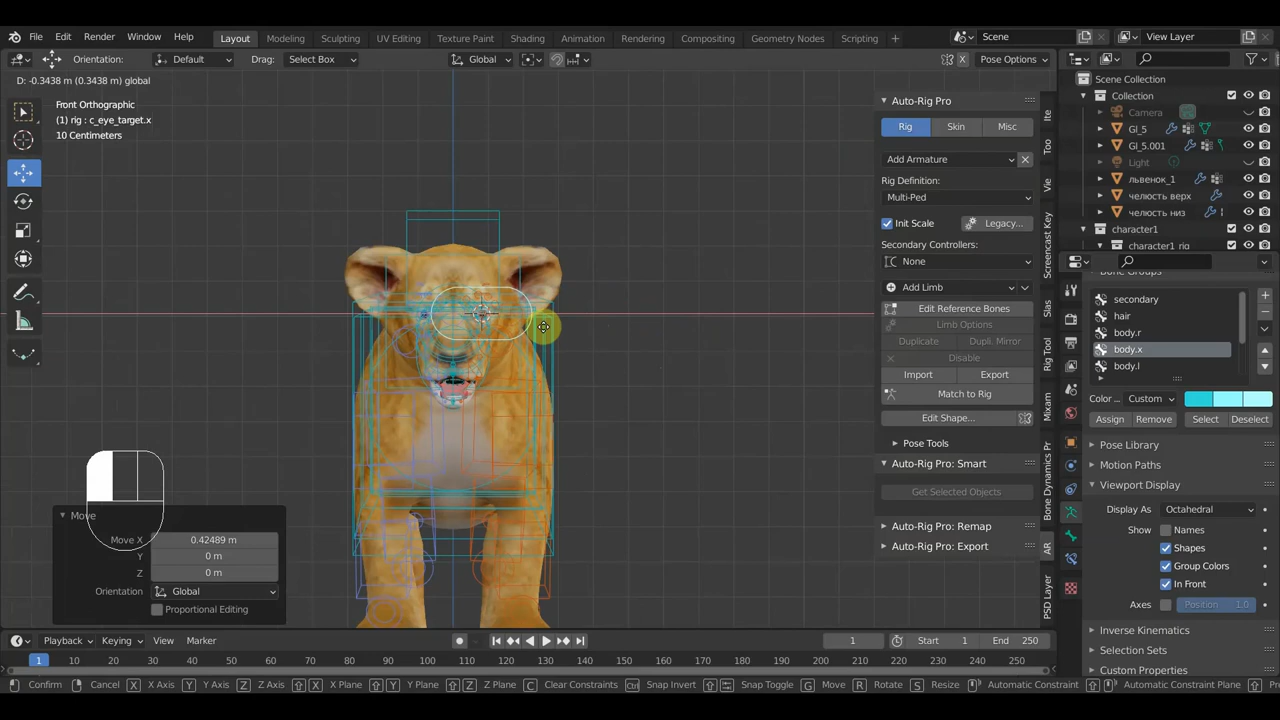 File Edit Render Window Help Layout Modeling Sculpting UV Editing Texture Paint Shading Animation Rendering Compositing Geometry Nodes Scripting + Scene View Layer
Orientation: Default Drag: Select Box Global X Pose Options
D: -0.3438 m (0.3438 m) global
Front Orthographic
(1) rig : c_eye_target.x
10 Centimeters
Move
Move X 0.42489 m
Y 0 m
Z 0 m
Orientation Global
Proportional Editing
Auto-Rig Pro
Rig Skin Misc
Add Armature
Rig Definition:
Multi-Ped
Init Scale Legacy...
Secondary Controllers:
None
Add Limb
Edit Reference Bones
Limb Options
Duplicate Dupli. Mirror
Disable
Import Export
Match to Rig
Edit Shape...
Pose Tools
Auto-Rig Pro: Smart
Get Selected Objects
Auto-Rig Pro: Remap
Auto-Rig Pro: Export
Ite
Too
Vie
Screencast Key
Slas
Rig Tool
Mixam
Bone Dynamics Pr
AR
PSD Layer
Scene Collection
Collection
Camera
Gl_5
Gl_5.001
Light
львенок_1
челюсть верх
челюсть низ
character1
character1_rig
Bone Groups
secondary
hair
body.r
body.x
body.l
Color ... Custom
Assign Remove Select Deselect
Pose Library
Motion Paths
Viewport Display
Display As Octahedral
Show Names
Shapes
Group Colors
In Front
Axes Position 1.0
Inverse Kinematics
Selection Sets
Custom Properties
Playback Keying View Marker 1 Start 1 End 250
1 10 20 30 40 50 60 70 80 90 100 110 120 130 140 150 160 170 180 190 200 210 220 230 240 250
Confirm Cancel X X Axis Y Y Axis Z Z Axis X X Plane Y Y Plane Z Z Plane C Clear Constraints Ctrl Snap Invert Snap Toggle G Move R Rotate S Resize Automatic Constraint Automatic Constraint Plane